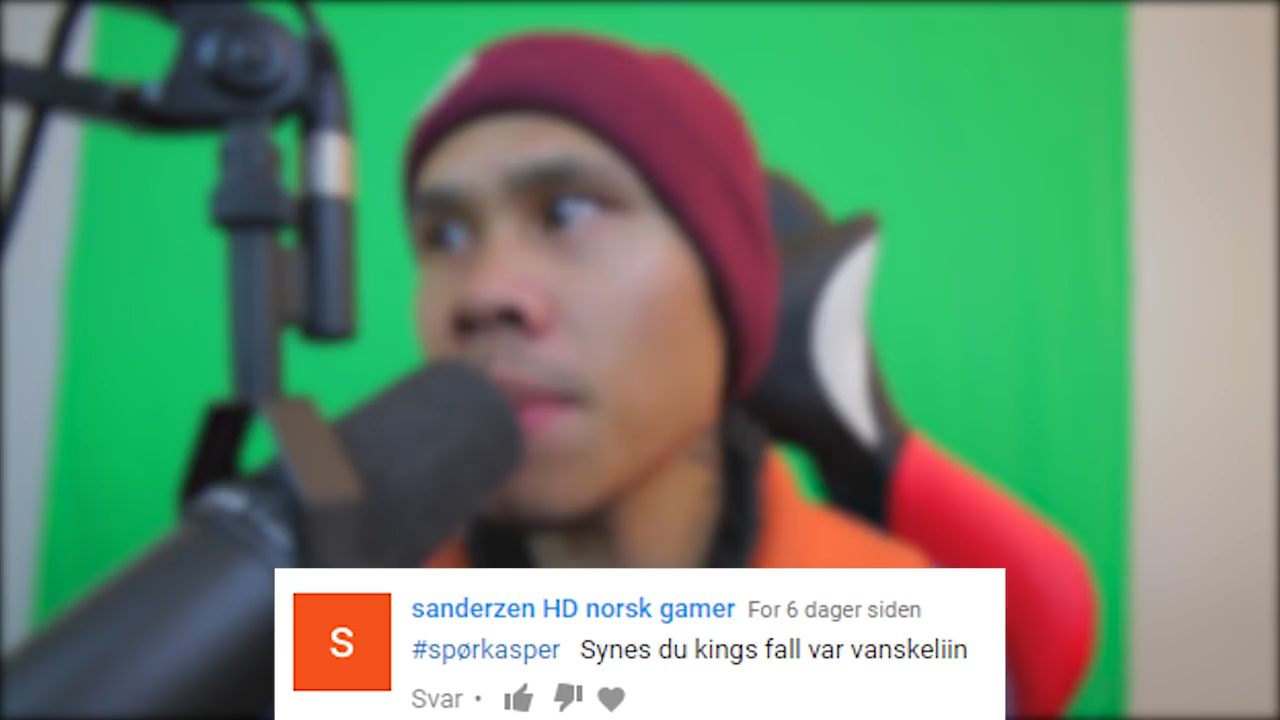 S
sanderzen HD norsk gamer For 6 dager siden
#spørkasper Synes du kings fall var vanskeliin
Svar •